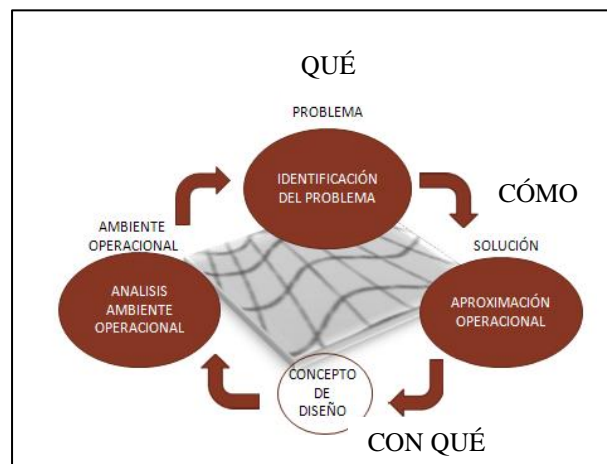 QUÉ
PROBLEMA
IDENTIFICACIÓN
DEL PROBLEMA
CÓMO
SOLUCIÓN
APROXIMACIÓN
OPERACIONAL
CON QUÉ
CONCEPTO
DE
DISEÑO
AMBIENTE
OPERACIONAL
ANALISIS
AMBIENTE
OPERACIONAL